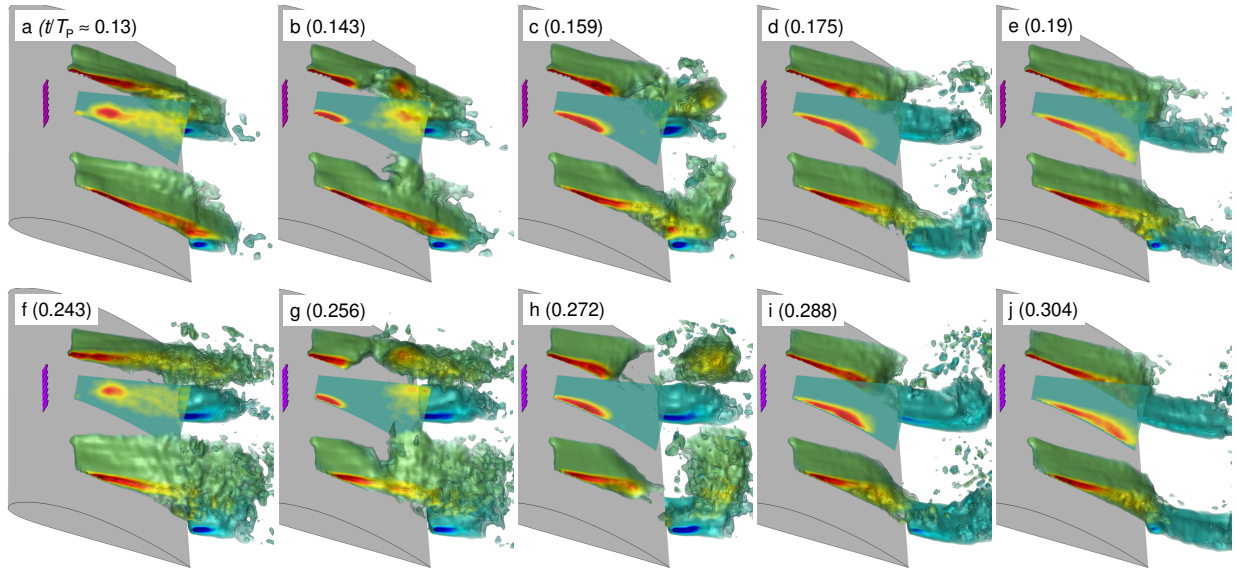 a (t/TP ≈ 0.13)
b (0.143)
c (0.159)
d (0.175)
e (0.19)
f (0.243)
g (0.256)
h (0.272)
i (0.288)
j (0.304)